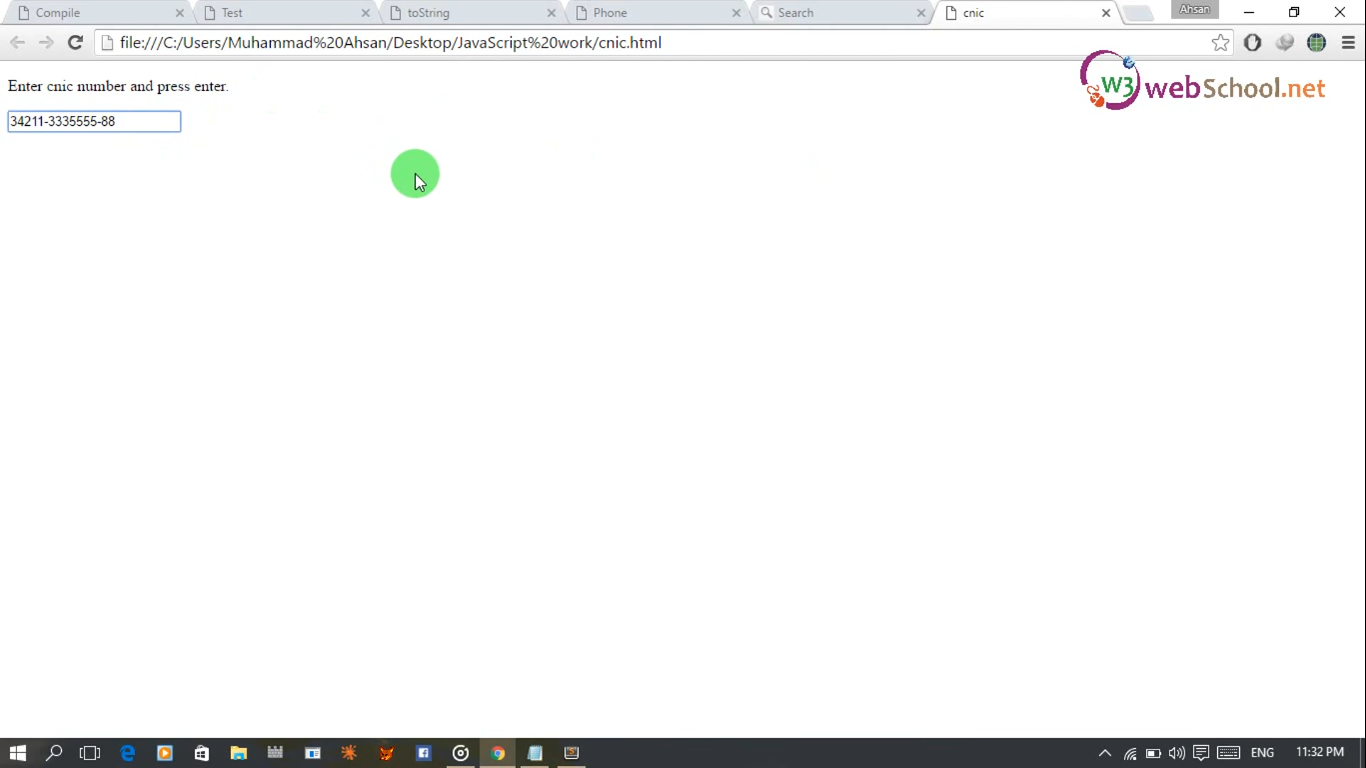 Compile
Test
toString
Phone
Search
cnic
Ahsan
file:///C:/Users/Muhammad%20Ahsan/Desktop/JavaScript%20work/cnic.html
W3 webSchool.net
Enter cnic number and press enter.
34211-3335555-88
ENG
11:32 PM